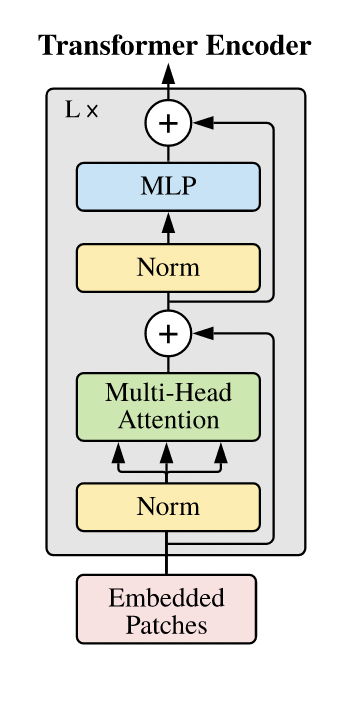 Transformer Encoder
L ×
+
MLP
Norm
+
Multi-Head
Attention
Norm
Embedded
Patches